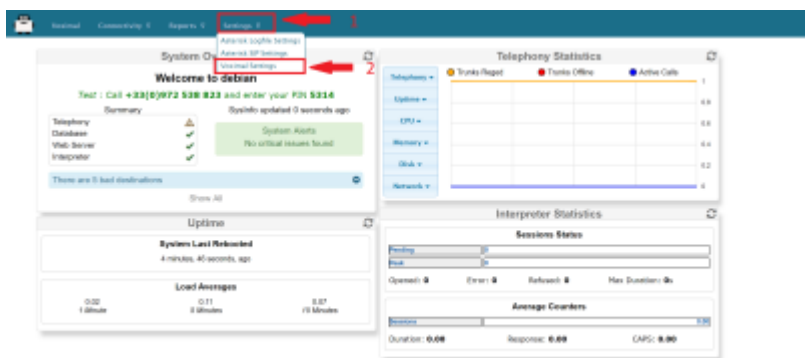 Voximal Connectivity Reports Settings 1
Asterisk Logfile Settings
Asterisk SIP Settings
Voximal Settings 2
System Ov
Welcome to debian
Test : Call +33(0)972 538 823 and enter your PIN 5314
Summary
Telephony
Database
Web Server
Interpreter
SysInfo updated 0 seconds ago
System Alerts
No critical issues found
There are 5 bad destinations
Show All
Uptime
System Last Rebooted
4 minutes, 46 seconds, ago
Load Averages
0.02 0.11 0.07
1 Minute 5 Minutes 15 Minutes
Telephony Statistics
Telephony
Uptime
CPU
Memory
Disk
Network
Trunks Reged Trunks Offline Active Calls
1
0.8
0.6
0.4
0.2
0
Interpreter Statistics
Sessions Status
Pending 0
Peak 0
Opened: 0 Error: 0 Refused: 0 Max Duration: 0s
Average Counters
Sessions 0.00
Duration: 0.00 Response: 0.00 CAPS: 0.00